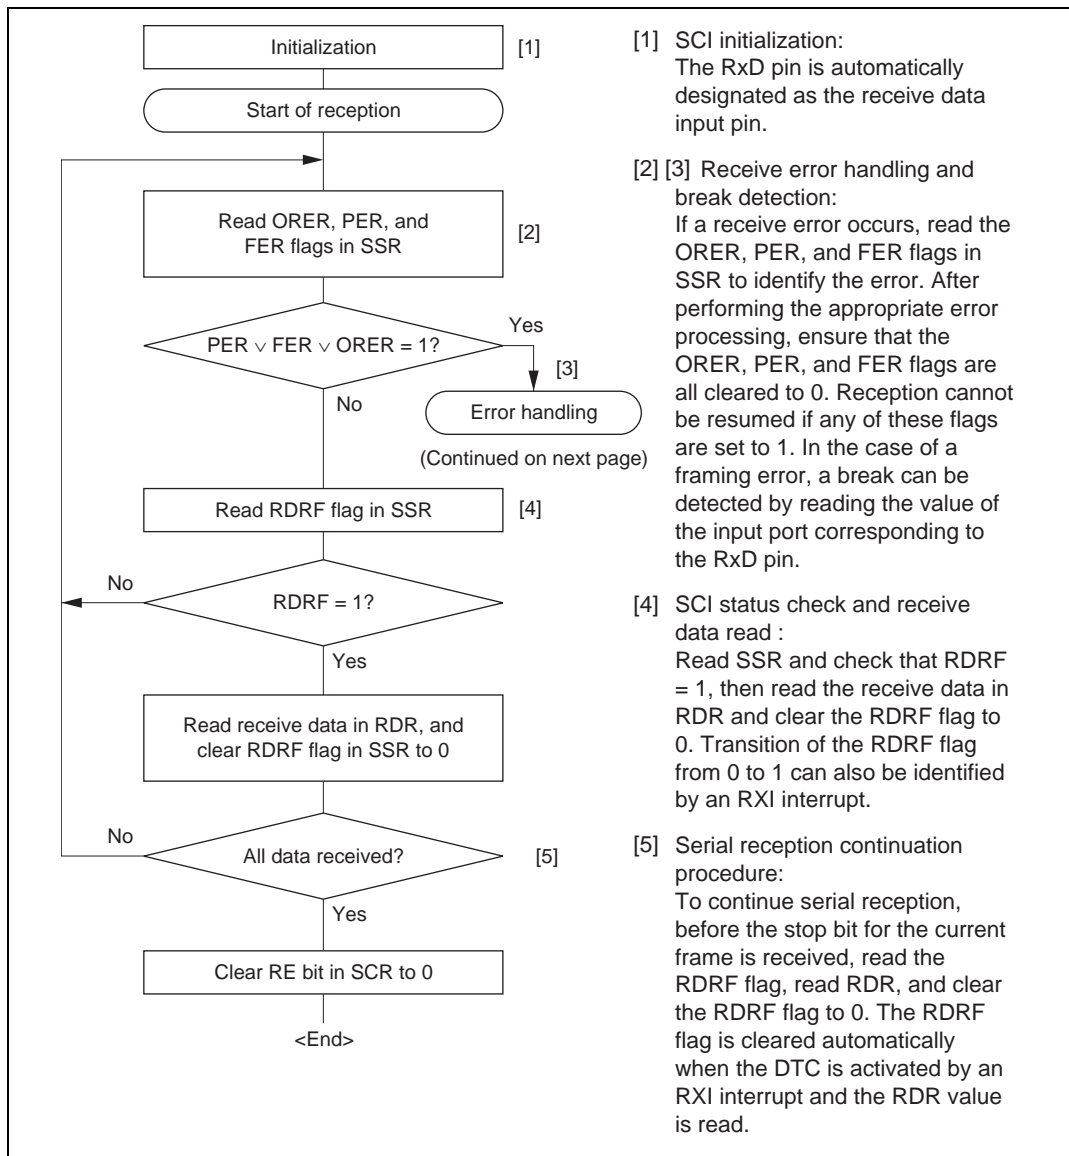 Initialization
[1]
Start of reception
Read ORER, PER, and
FER flags in SSR
[2]
PER ∨ FER ∨ ORER = 1?
Yes
[3]
No
Error handling
(Continued on next page)
Read RDRF flag in SSR
[4]
No
RDRF = 1?
Yes
Read receive data in RDR, and
clear RDRF flag in SSR to 0
No
All data received?
[5]
Yes
Clear RE bit in SCR to 0
<End>
[1] SCI initialization:
The RxD pin is automatically
designated as the receive data
input pin.
[2] [3] Receive error handling and
break detection:
If a receive error occurs, read the
ORER, PER, and FER flags in
SSR to identify the error. After
performing the appropriate error
processing, ensure that the
ORER, PER, and FER flags are
all cleared to 0. Reception cannot
be resumed if any of these flags
are set to 1. In the case of a
framing error, a break can be
detected by reading the value of
the input port corresponding to
the RxD pin.
[4] SCI status check and receive
data read :
Read SSR and check that RDRF
= 1, then read the receive data in
RDR and clear the RDRF flag to
0. Transition of the RDRF flag
from 0 to 1 can also be identified
by an RXI interrupt.
[5] Serial reception continuation
procedure:
To continue serial reception,
before the stop bit for the current
frame is received, read the
RDRF flag, read RDR, and clear
the RDRF flag to 0. The RDRF
flag is cleared automatically
when the DTC is activated by an
RXI interrupt and the RDR value
is read.